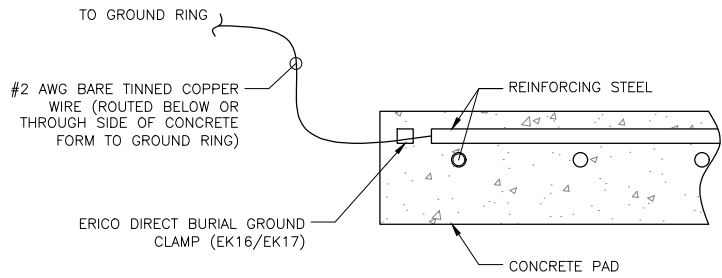 TO GROUND RING
#2 AWG BARE TINNED COPPER
WIRE (ROUTED BELOW OR
THROUGH SIDE OF CONCRETE
FORM TO GROUND RING)
REINFORCING STEEL
ERICO DIRECT BURIAL GROUND
CLAMP (EK16/EK17)
CONCRETE PAD